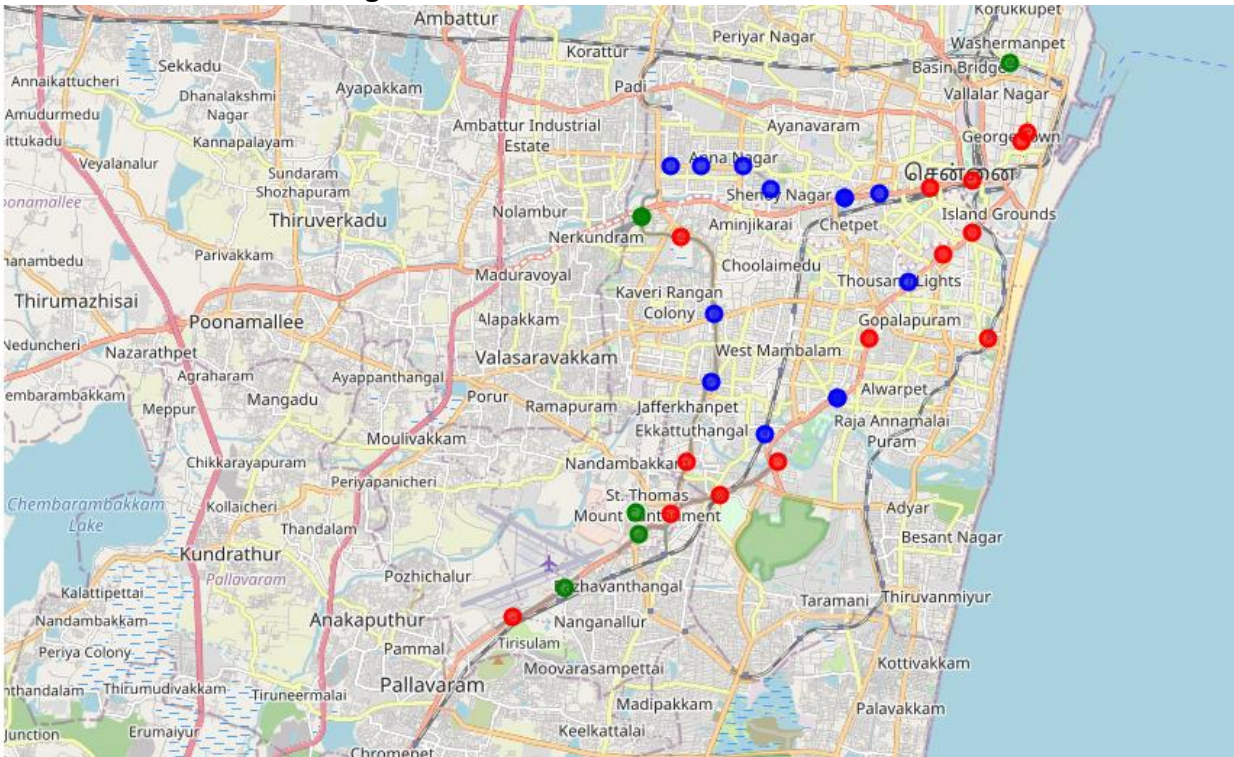 Korukkupet
Ambattur
Periyar Nagar
Washermanpet
Korattur
Sekkadu
Basin Bridge
Annaikattucheri
Padi
Ayapakkam
Dhanalakshmi
Nagar
Vallalar Nagar
Amudurmedu
Ambattur Industrial
Estate
Ayanavaram
ittukkadu
Kannapalayam
Veyalanalur
Anna Nagar
Sundaram
Shozhapuram
சென்னை
Shenoy Nagar
Thiruverkadu
Nolambur
Island Grounds
Aminjikarai
Chetpet
Nerkundram
Parivakkam
Choolaimedu
Maduravoyal
Thousand Lights
Kaveri Rangan
Colony
Thirumazhisai
Poonamallee
Alapakkam
Gopalapuram
Neduncheri
Nazarathpet
West Mambalam
Valasaravakkam
Agraharam
Ayappanthangal
Alwarpet
embarambakkam
Mangadu
Porur
Ramapuram
Jafferkhanpet
Meppur
Raja Annamalai
Puram
Ekkattuthangal
Moulivakkam
Chikkarayapuram
Periyapanicheri
St. Thomas
Chembarambakkam
Lake
Kollaicheri
Adyar
Thandalam
Besant Nagar
Kundrathur
Pallavaram
Pozhichalur
Kalattipettai
Taramani
Thiruvanmiyur
Nandambakkam
Anakaputhur
Nanganallur
Periya Colony
Pammal
Tirisulam
Moovarasampettai
Kottivakkam
Thirumudivakkam
Tiruneermalai
Pallavaram
Madipakkam
Palavakkam
Junction
Erumaiyur
Keelkattalai
Chromepet